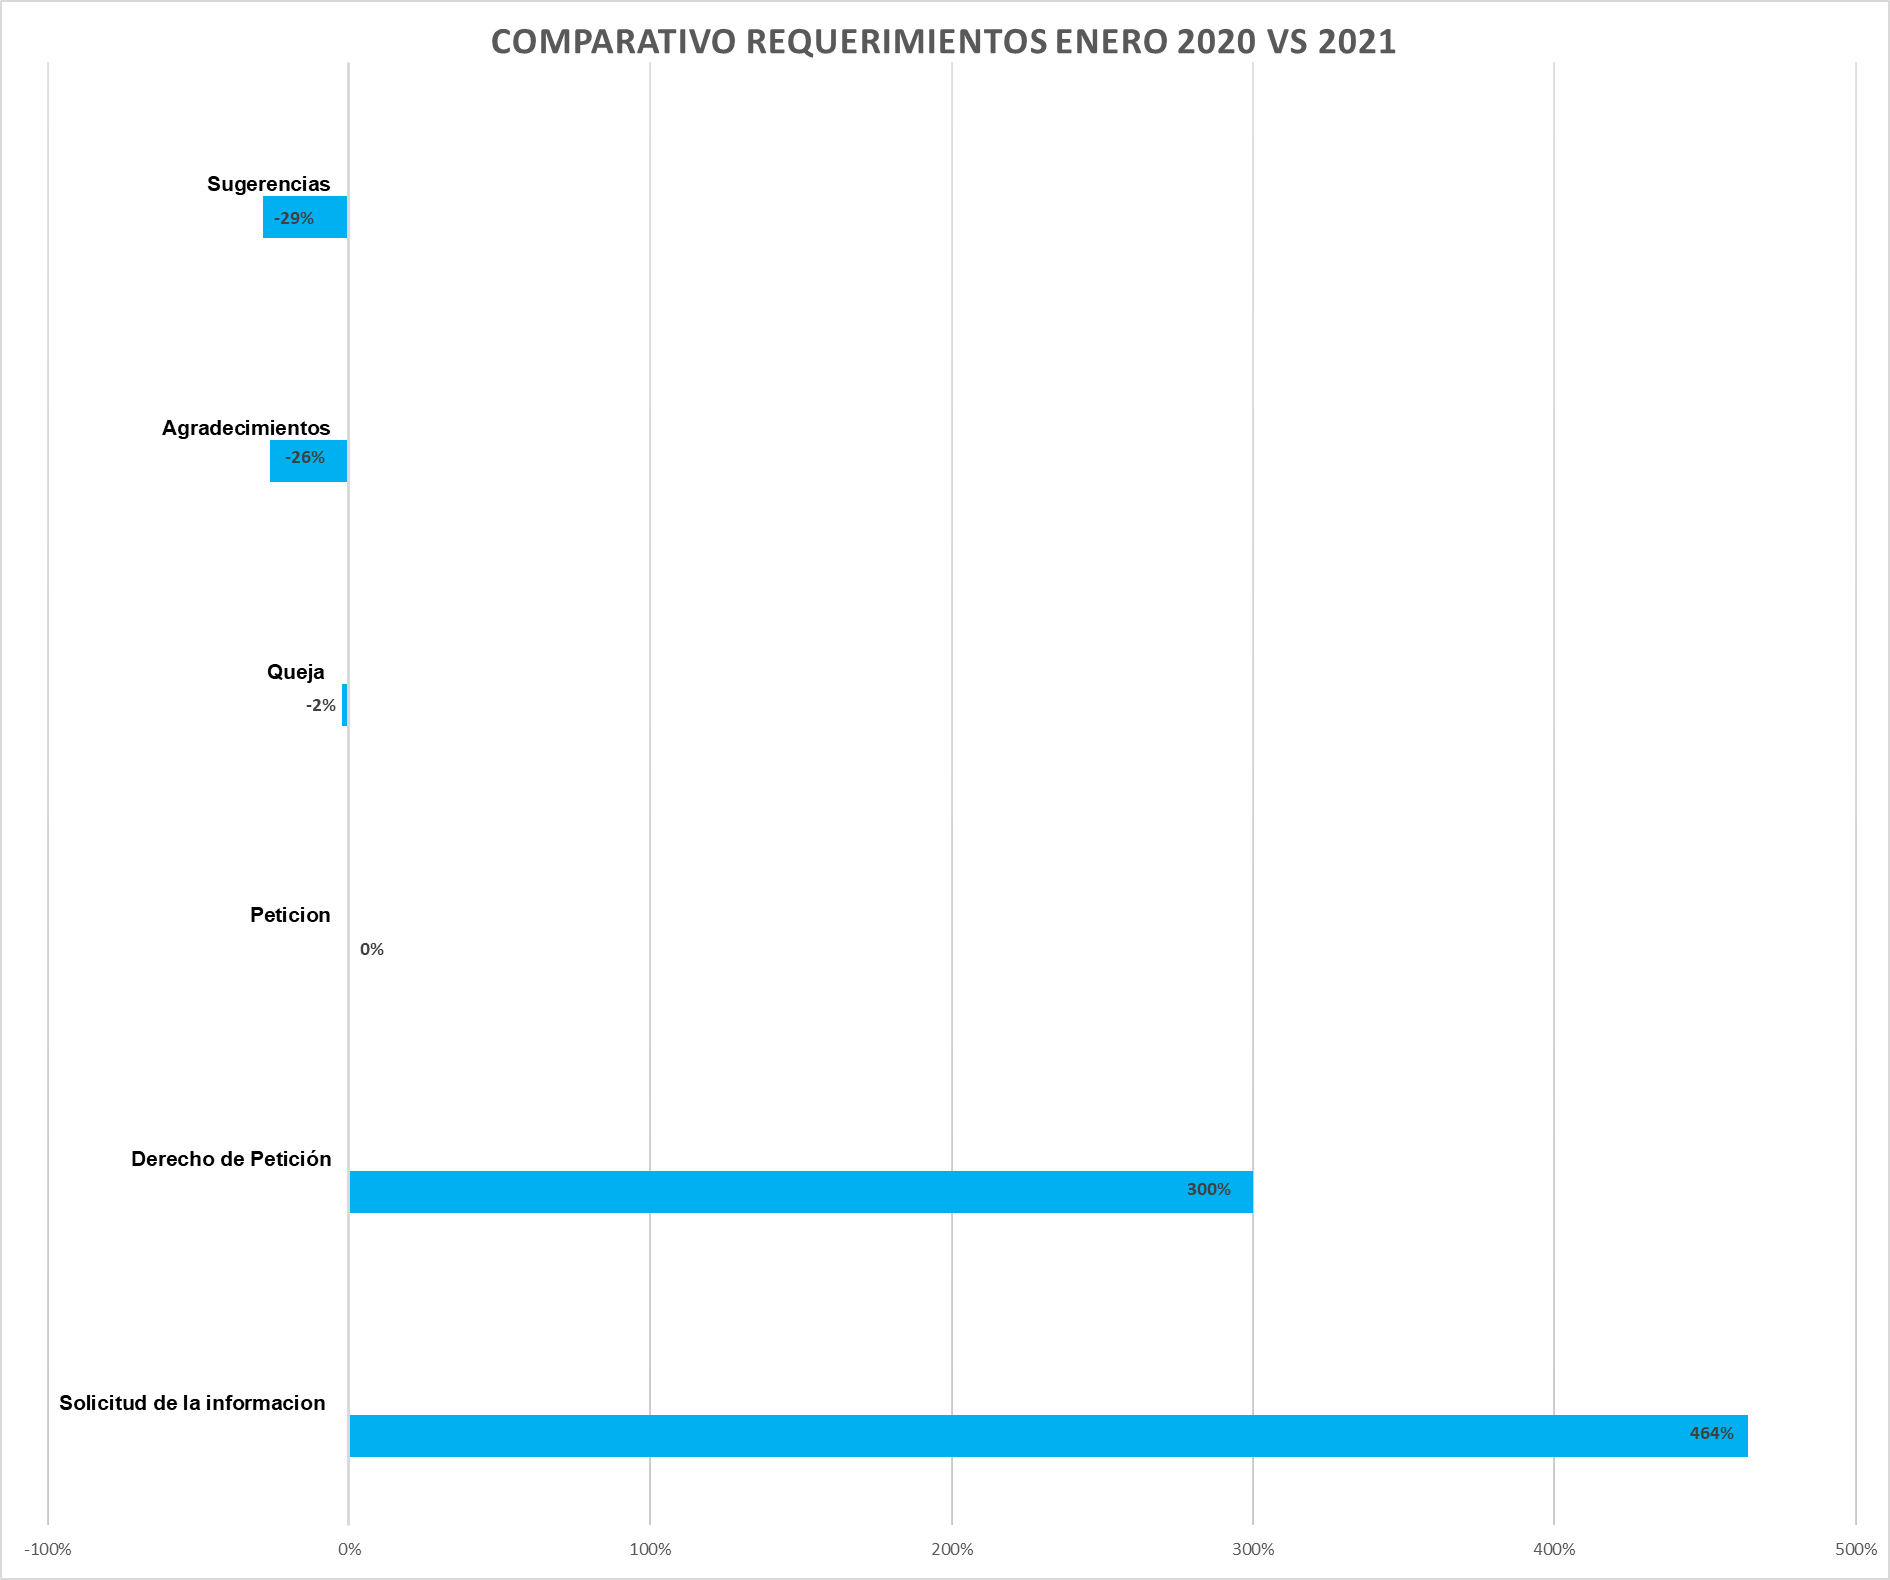 COMPARATIVO REQUERIMIENTOS ENERO 2020 VS 2021
Sugerencias
-29%
Agradecimientos
-26%
Queja
-2%
Peticion
0%
Derecho de Petición
300%
Solicitud de la informacion
464%
-100% 0% 100% 200% 300% 400% 500%